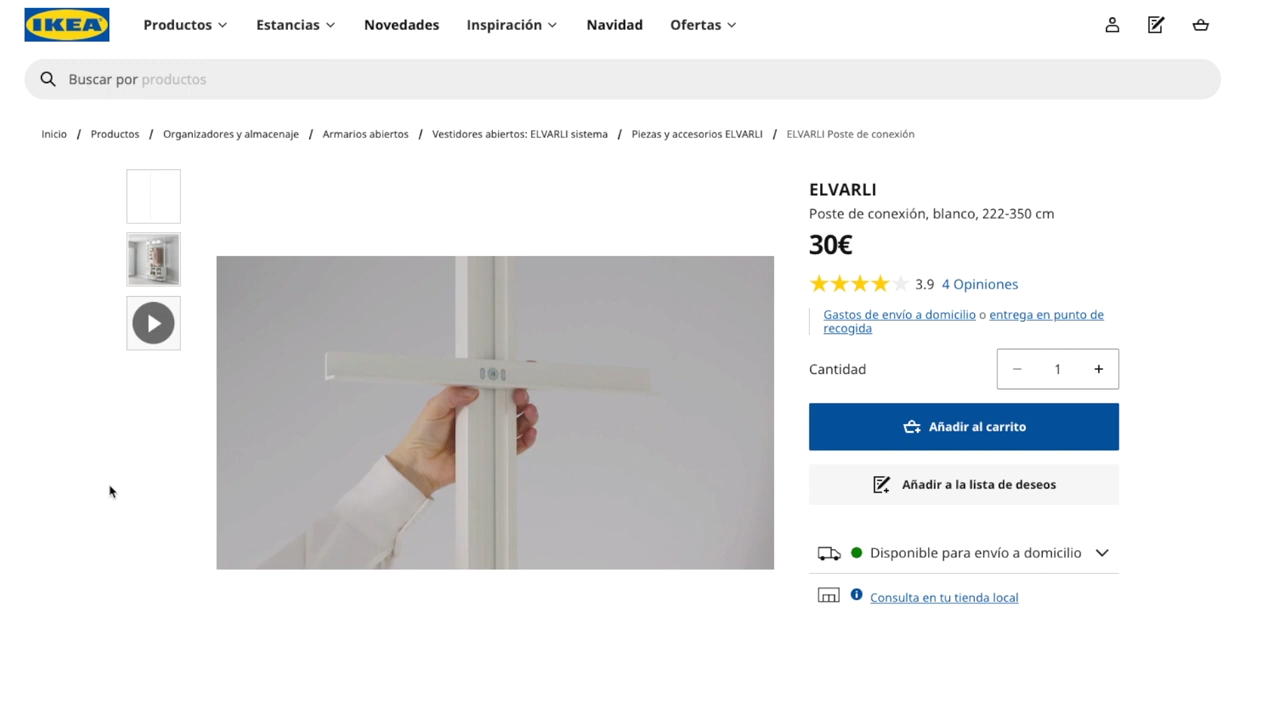 IKEA
Productos
Estancias
Novedades
Inspiración
Navidad
Ofertas
Buscar por productos
Inicio / Productos / Organizadores y almacenaje / Armarios abiertos / Vestidores abiertos: ELVARLI sistema / Piezas y accesorios ELVARLI / ELVARLI Poste de conexión
ELVARLI
Poste de conexión, blanco, 222-350 cm
30€
3.9 4 Opiniones
Gastos de envío a domicilio o entrega en punto de
recogida
Cantidad
− 1 +
Añadir al carrito
Añadir a la lista de deseos
Disponible para envío a domicilio
Consulta en tu tienda local